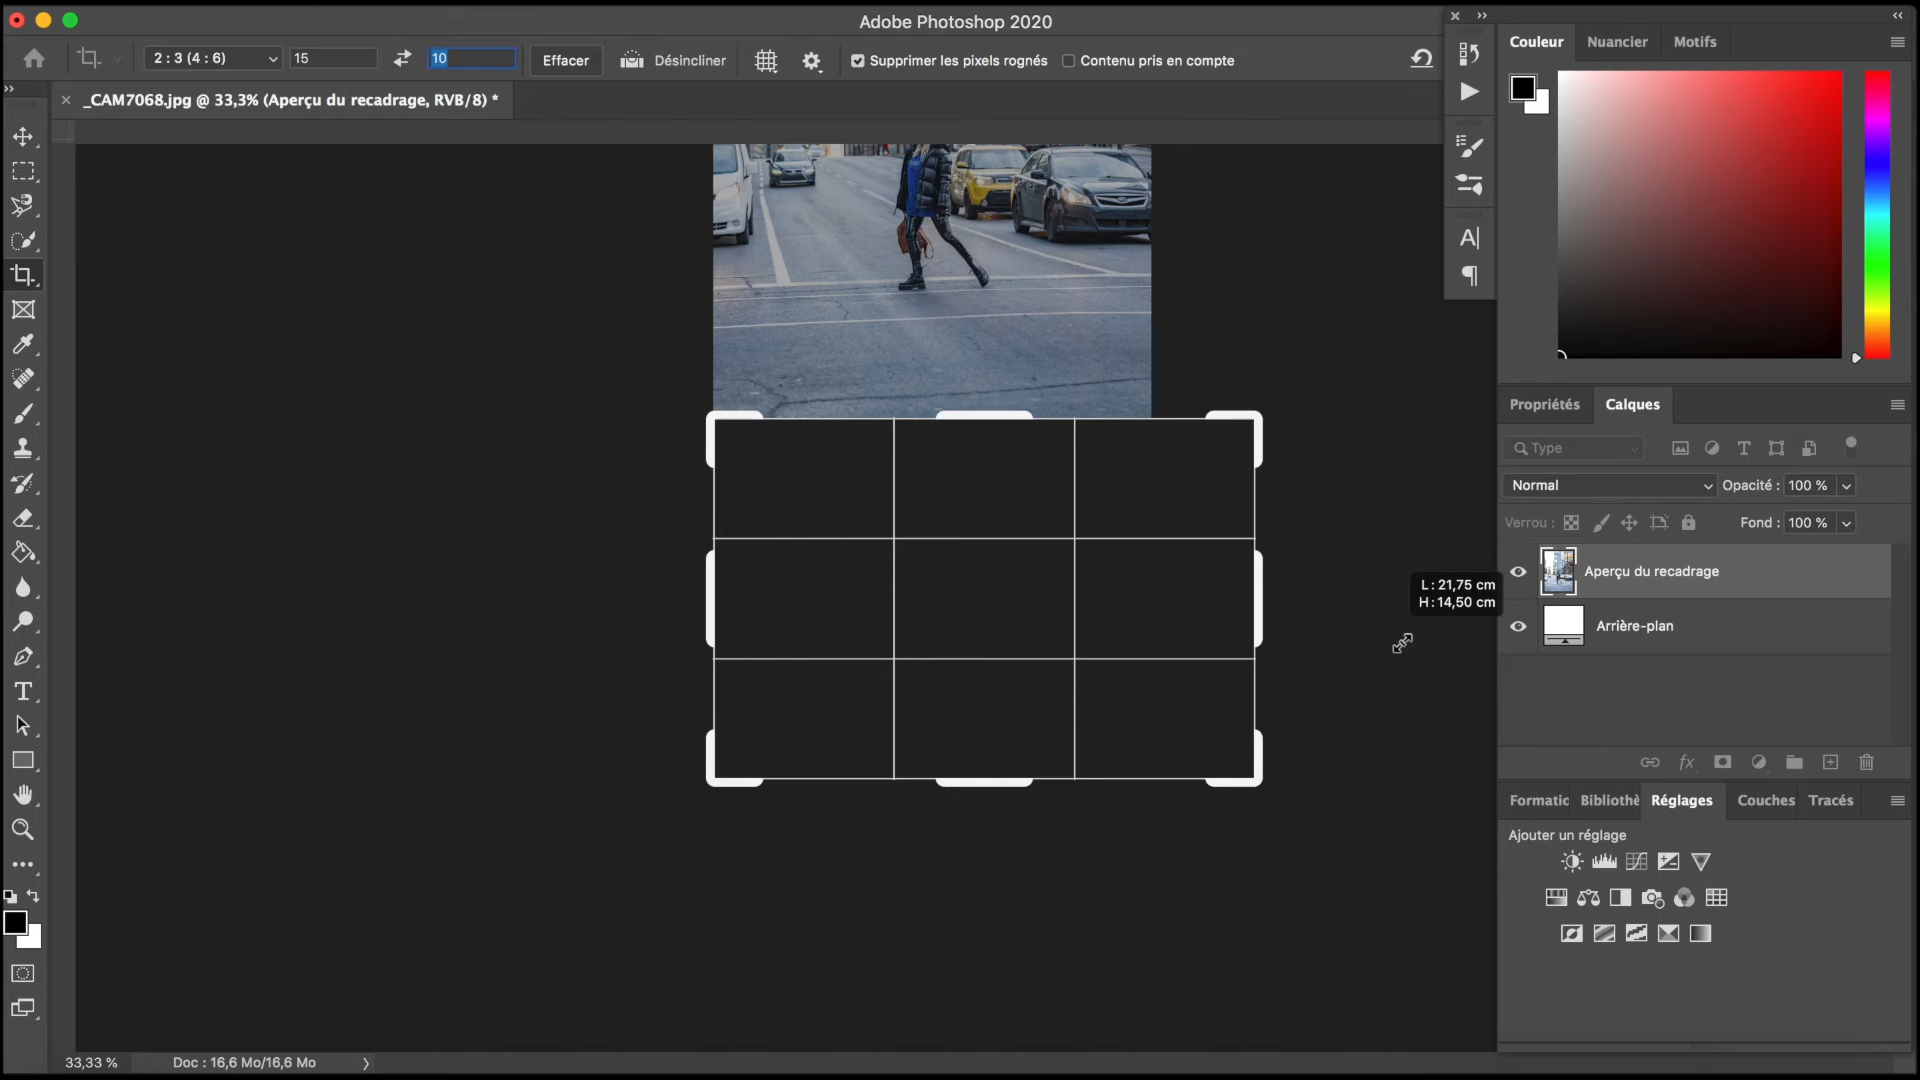 Adobe Photoshop 2020
2 : 3 (4 : 6)
15
10
Effacer
Désincliner
Supprimer les pixels rognés
Contenu pris en compte
_CAM7068.jpg @ 33,3% (Aperçu du recadrage, RVB/8) *
Couleur
Nuancier
Motifs
L : 21,75 cm
H : 14,50 cm
Propriétés
Calques
Type
Normal
Opacité :
100 %
Verrou :
Fond :
100 %
Aperçu du recadrage
Arrière-plan
Formatic
Bibliothè
Réglages
Couches
Tracés
Ajouter un réglage
33,33 %
Doc : 16,6 Mo/16,6 Mo